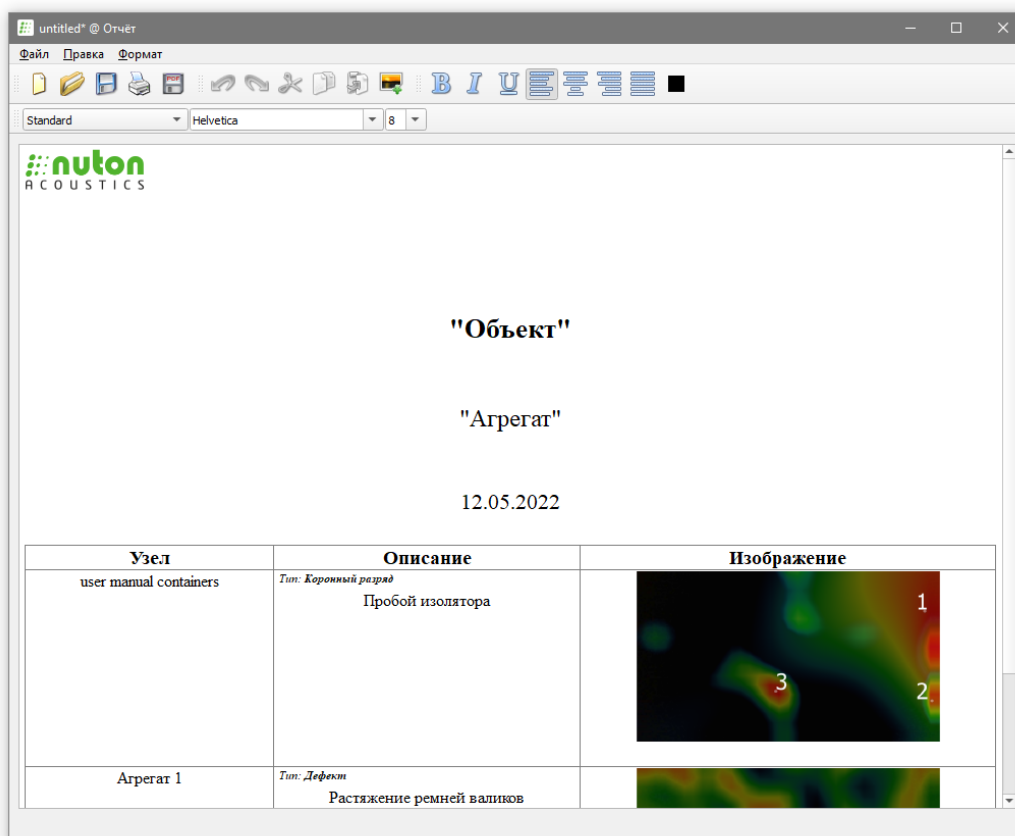 untitled* @ Отчёт
Файл Правка Формат
PDF
B I U
Standard Helvetica 8
nuton
ACOUSTICS
"Объект"
"Агрегат"
12.05.2022
Узел Описание Изображение
user manual containers
Тип: Коронный разряд
Пробой изолятора
1
3
2
Агрегат 1
Тип: Дефект
Растяжение ремней валиков